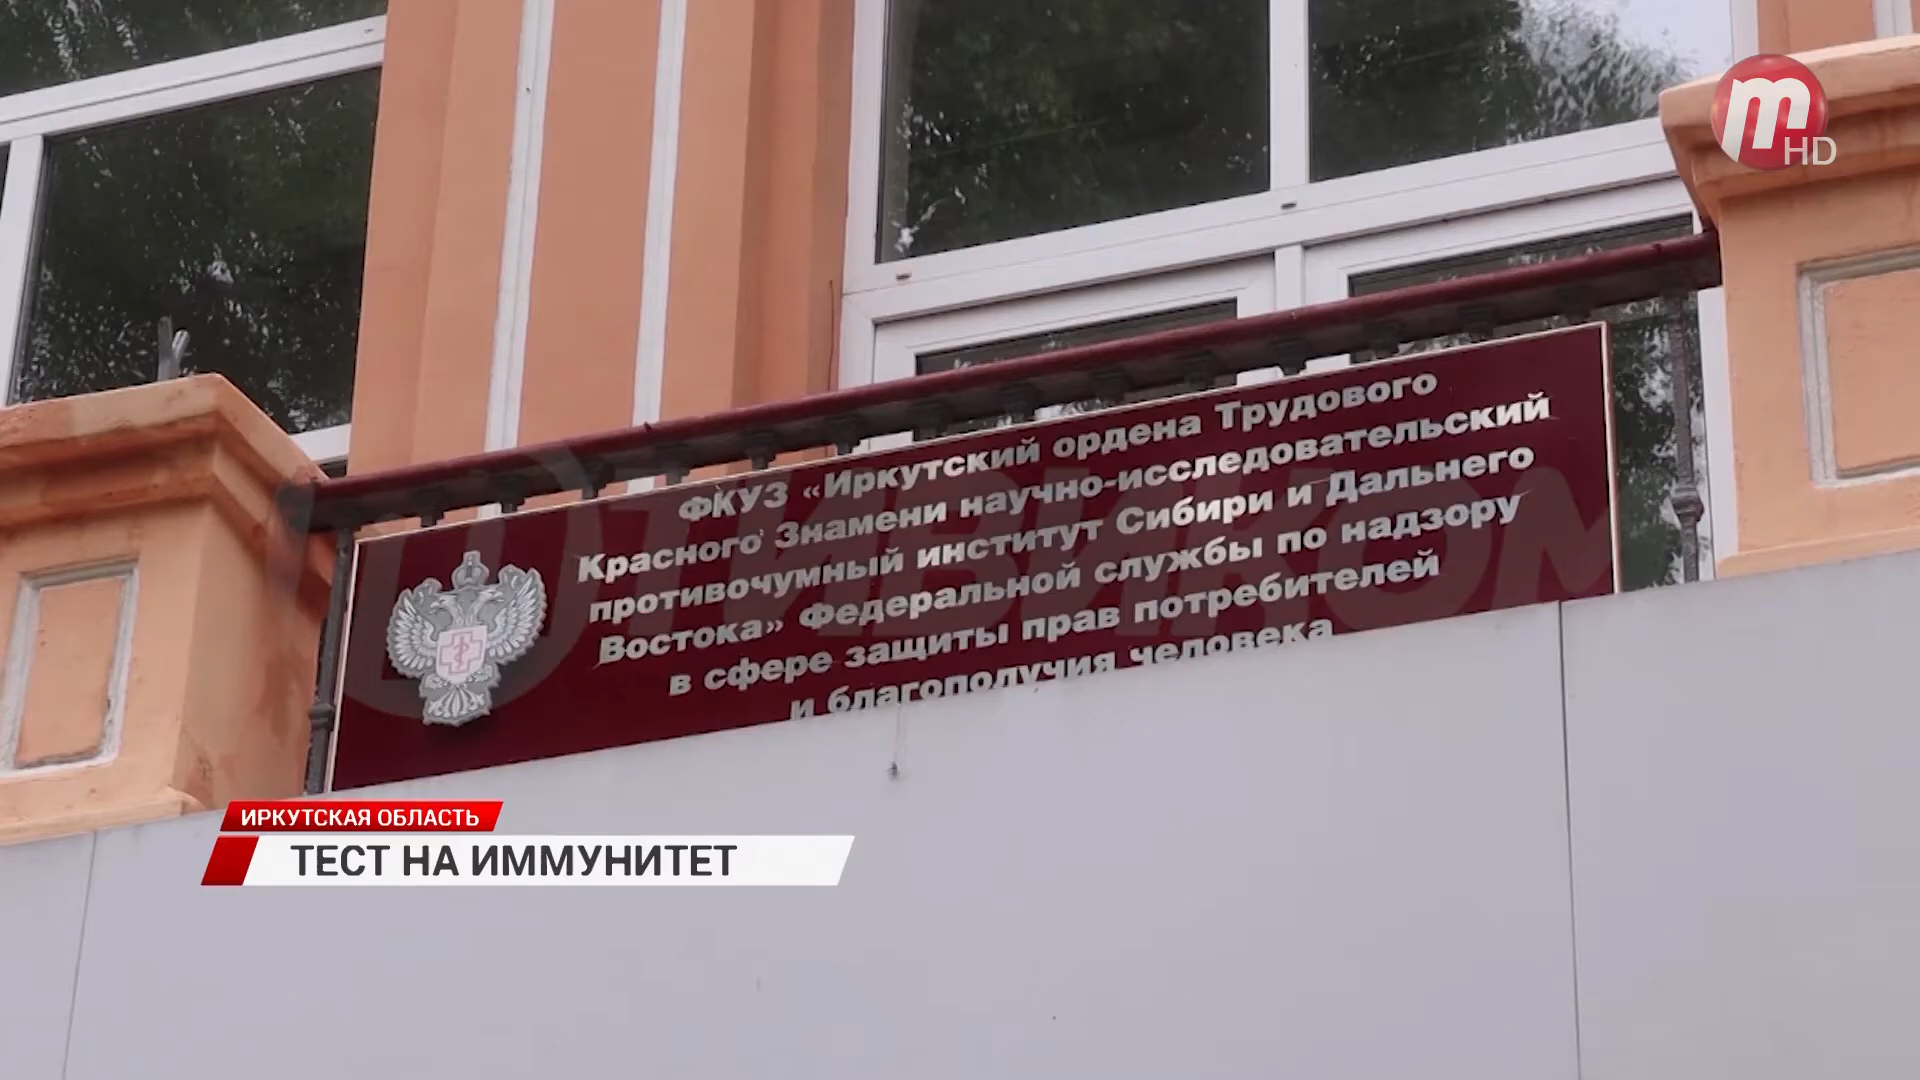 m HD
ФКУЗ «Иркутский ордена Трудового
Красного Знамени научно-исследовательский
противочумный институт Сибири и Дальнего
Востока» Федеральной службы по надзору
в сфере защиты прав потребителей
и благополучия человека
ТИВИКОМ
ИРКУТСКАЯ ОБЛАСТЬ
ТЕСТ НА ИММУНИТЕТ